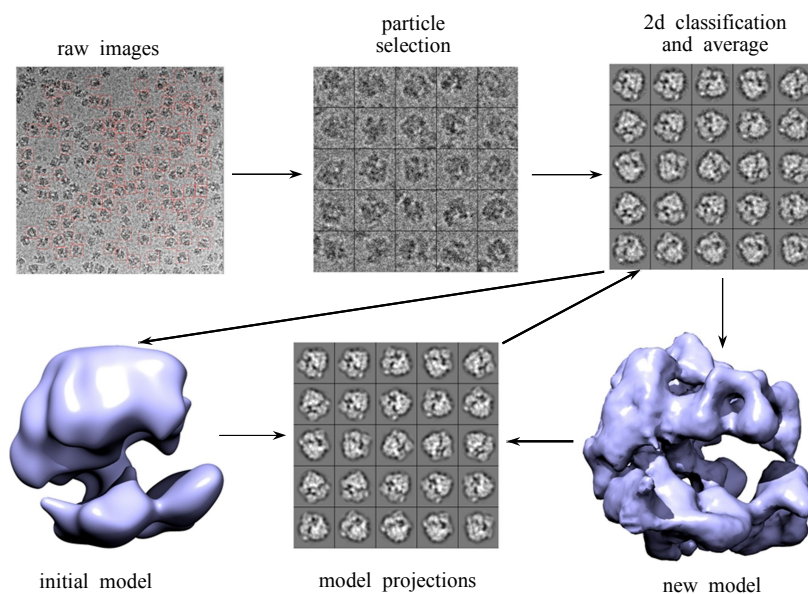 raw images
particle
selection
2d classification
and average
initial model
model projections
new model